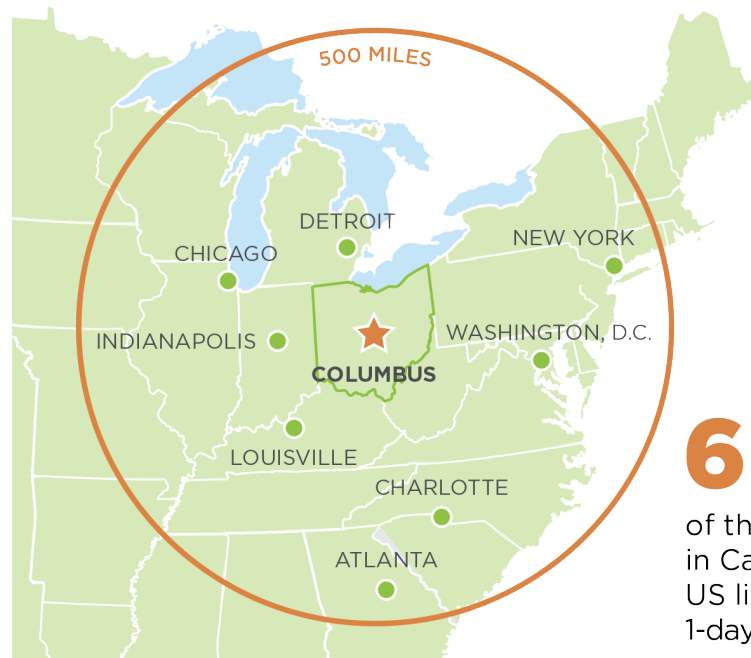 500 MILES
DETROIT
NEW YORK
CHICAGO
WASHINGTON, D.C.
INDIANAPOLIS
COLUMBUS
LOUISVILLE
CHARLOTTE
ATLANTA
6
of th
in Ca
US li
1-day